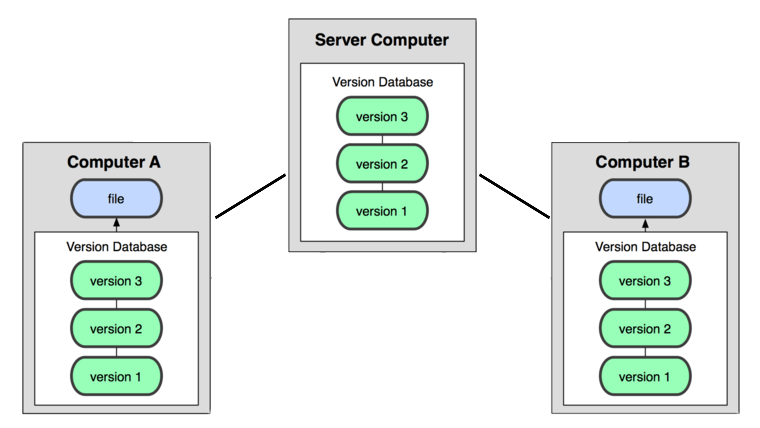 Server Computer
Version Database
version 3
version 2
version 1
Computer A
file
Version Database
version 3
version 2
version 1
Computer B
file
Version Database
version 3
version 2
version 1